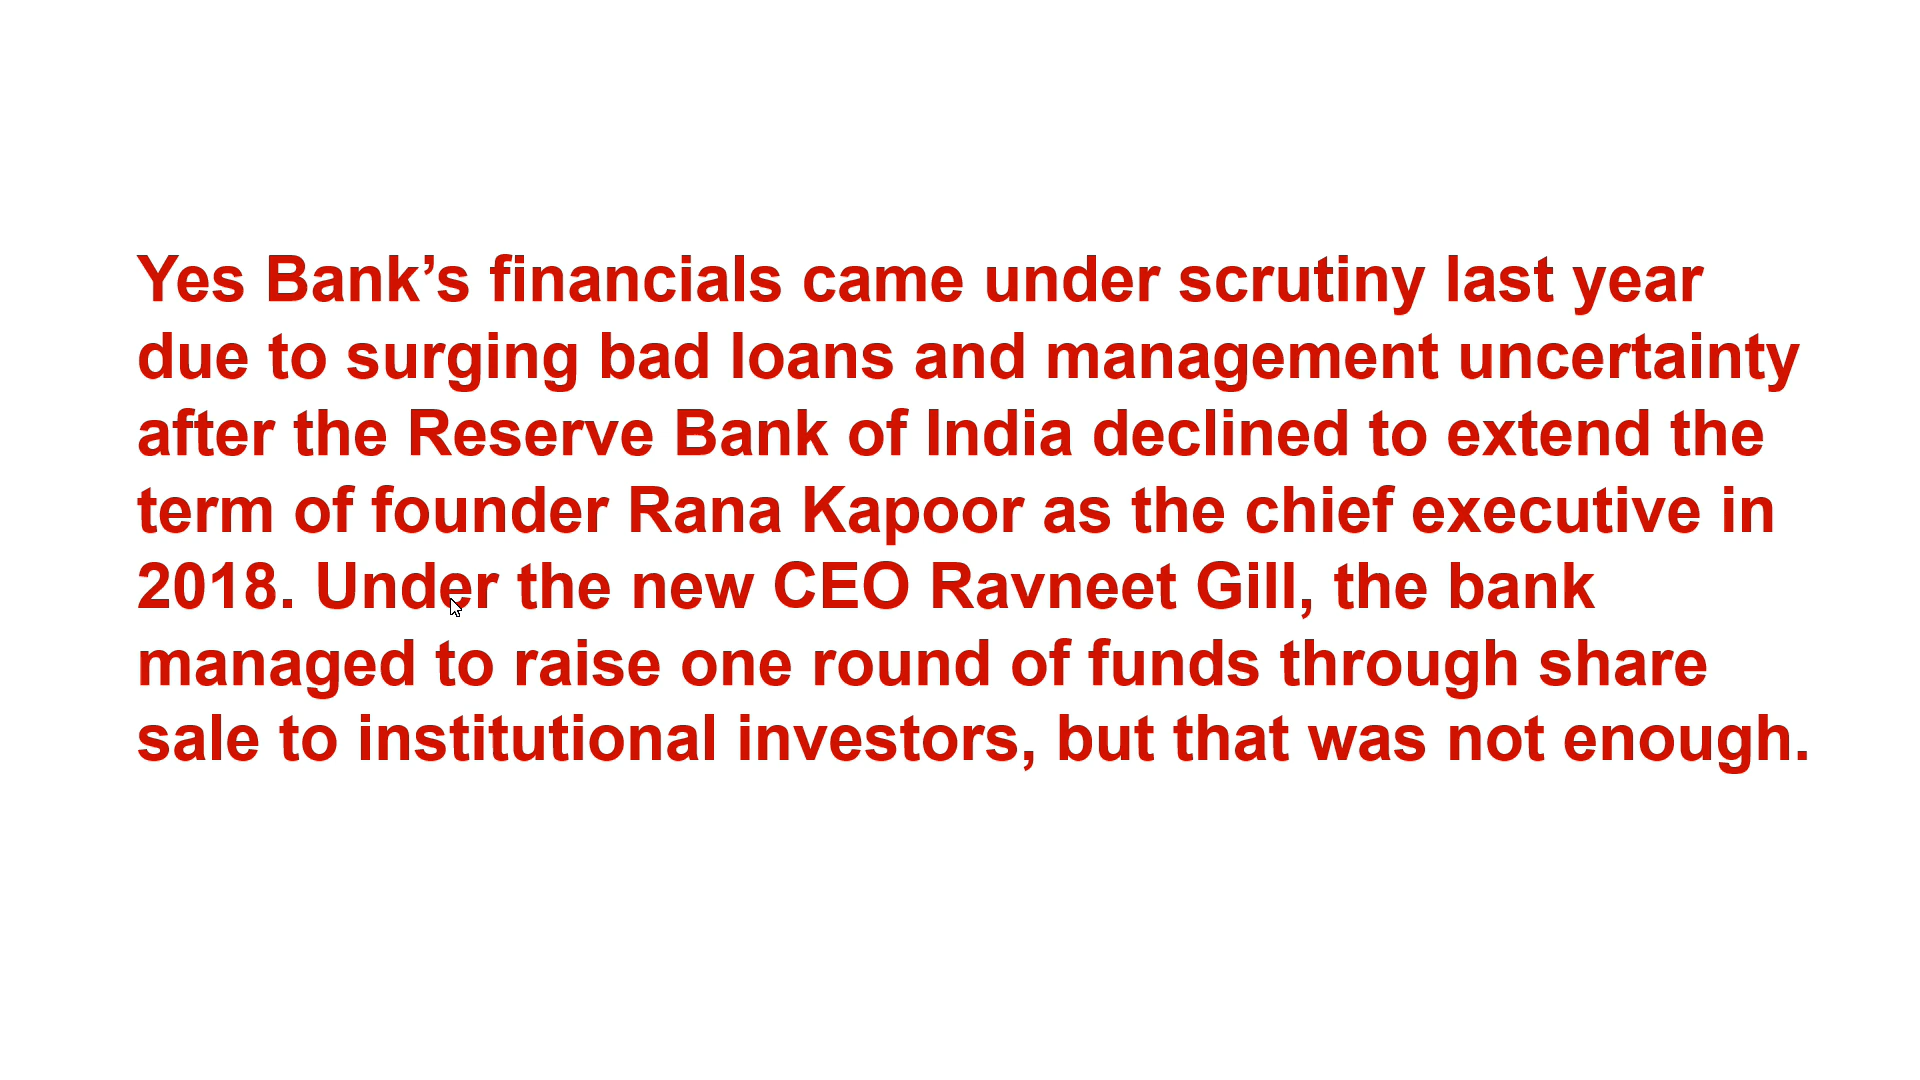 Yes Bank’s financials came under scrutiny last year
due to surging bad loans and management uncertainty
after the Reserve Bank of India declined to extend the
term of founder Rana Kapoor as the chief executive in
2018. Under the new CEO Ravneet Gill, the bank
managed to raise one round of funds through share
sale to institutional investors, but that was not enough.